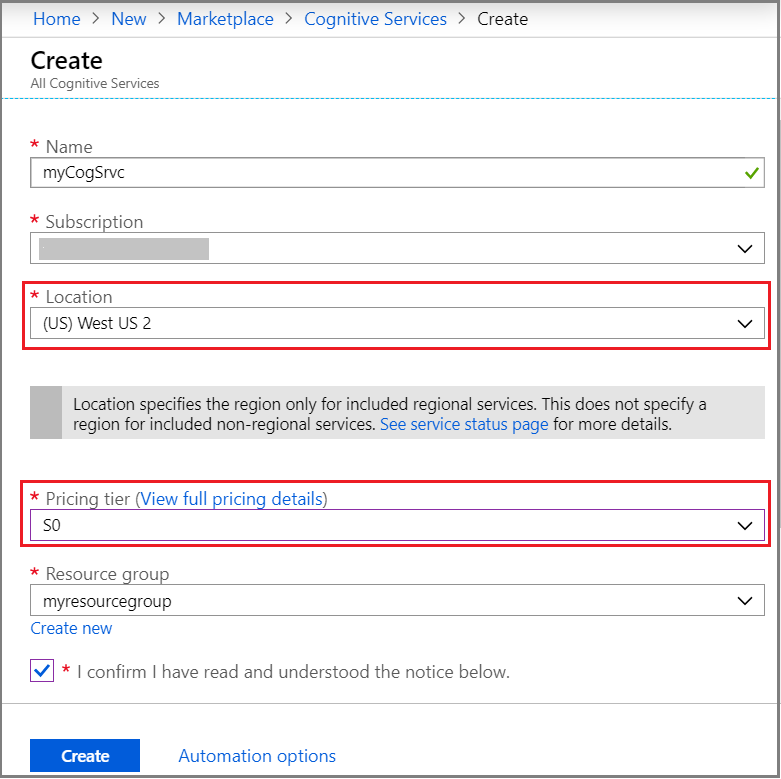 Home > New > Marketplace > Cognitive Services > Create
Create
All Cognitive Services
* Name
myCogSrvc
* Subscription
* Location
(US) West US 2
Location specifies the region only for included regional services. This does not specify a
region for included non-regional services. See service status page for more details.
* Pricing tier (View full pricing details)
S0
* Resource group
myresourcegroup
Create new
* I confirm I have read and understood the notice below.
Create Automation options